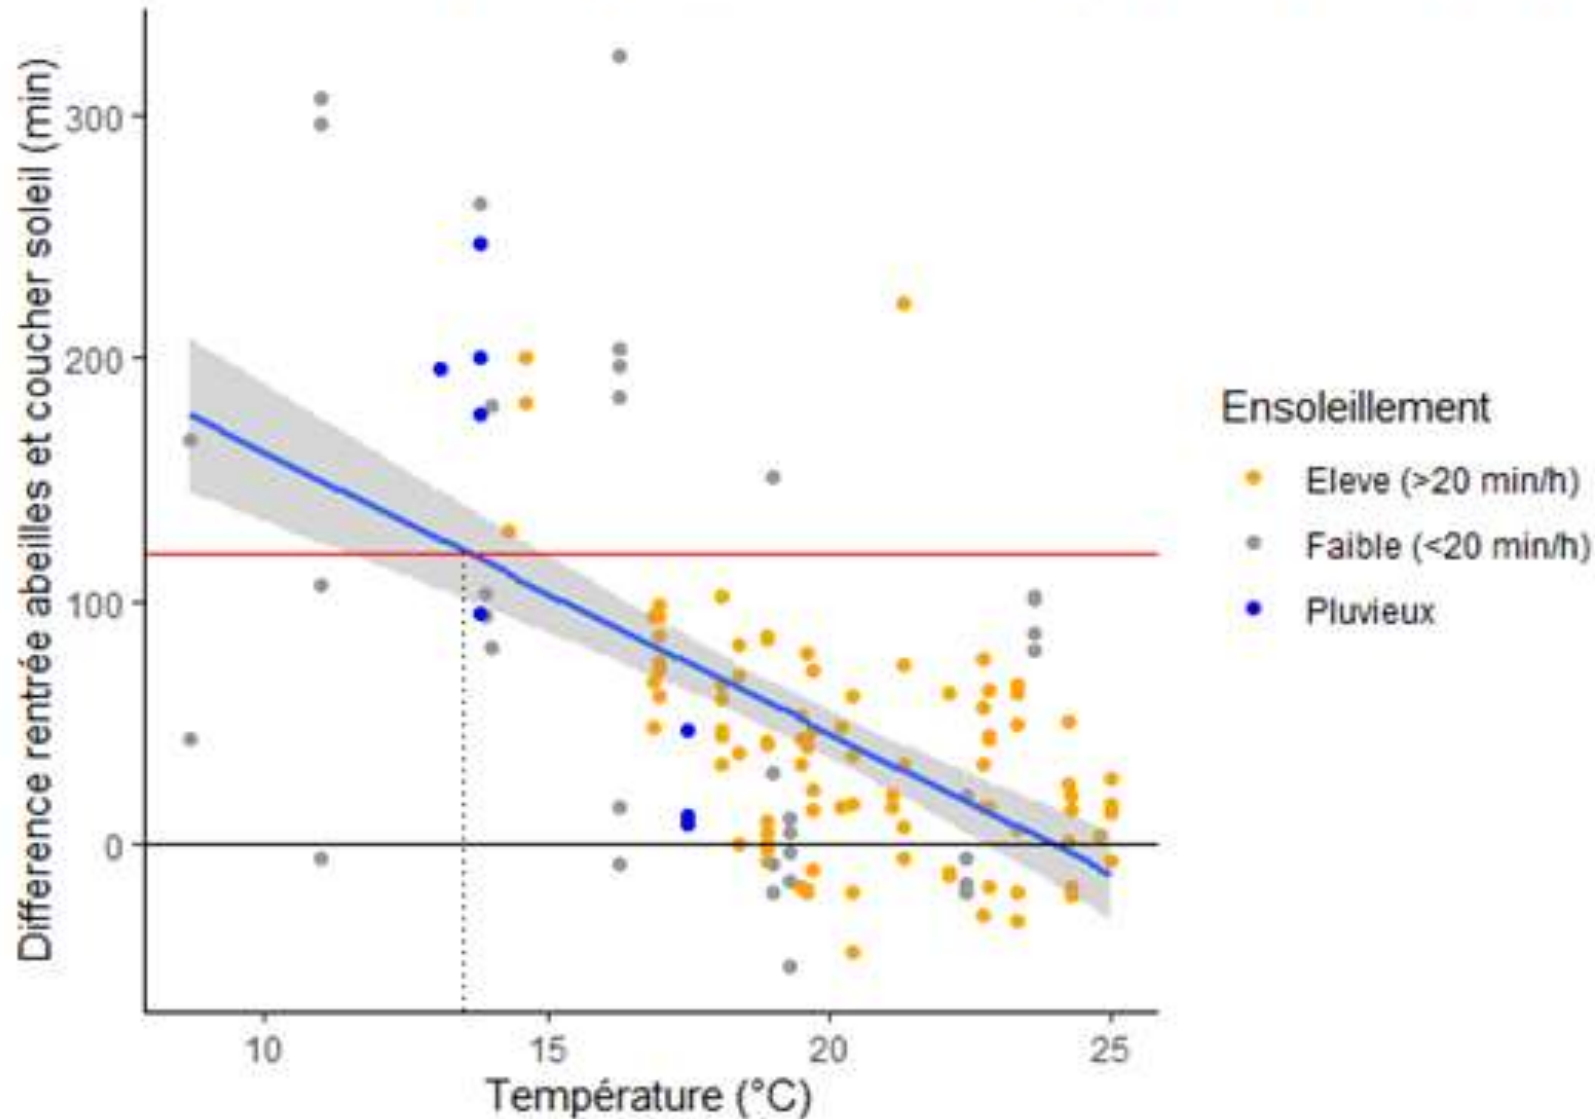 Difference rentrée abeilles et coucher soleil (min)
300
200
100
0
10
15
20
25
Température (°C)
Ensoleillement
Eleve (>20 min/h)
Faible (<20 min/h)
Pluvieux